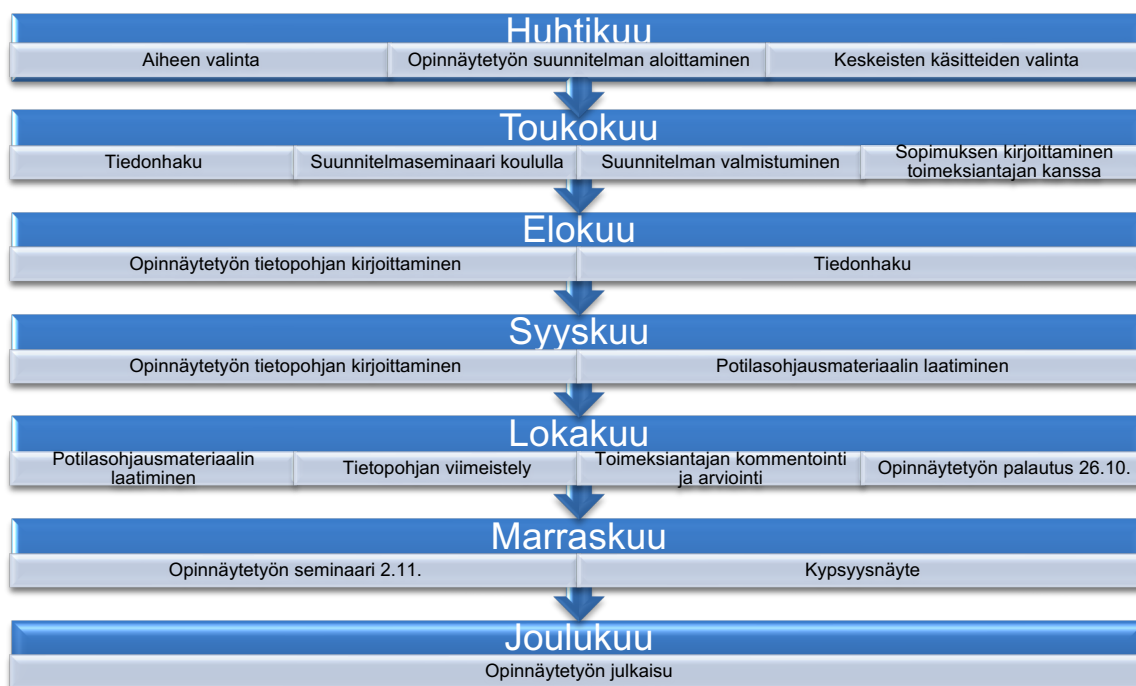 Huhtikuu
Aiheen valinta
Opinnäytetyön suunnitelman aloittaminen
Keskeisten käsitteiden valinta
Toukokuu
Tiedonhaku
Suunnitelmaseminaari koululla
Suunnitelman valmistuminen
Sopimuksen kirjoittaminen
toimeksiantajan kanssa
Elokuu
Opinnäytetyön tietopohjan kirjoittaminen
Tiedonhaku
Syyskuu
Opinnäytetyön tietopohjan kirjoittaminen
Potilasohjausmateriaalin laatiminen
Lokakuu
Potilasohjausmateriaalin
laatiminen
Tietopohjan viimeistely
Toimeksiantajan kommentointi
ja arviointi
Opinnäytetyön palautus 26.10.
Marraskuu
Opinnäytetyön seminaari 2.11.
Kypsyysnäyte
Joulukuu
Opinnäytetyön julkaisu